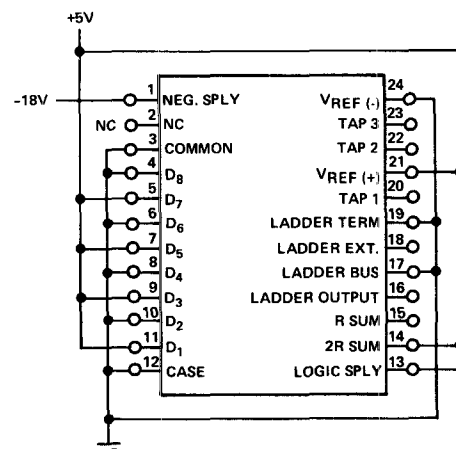 +5V
-18V
1 NEG. SPLY
NC 2 NC
3 COMMON
4 D8
5 D7
6 D6
7 D5
8 D4
9 D3
10 D2
11 D1
12 CASE
24 VREF (-)
23 TAP 3
22 TAP 2
21 VREF (+)
20 TAP 1
19 LADDER TERM
18 LADDER EXT.
17 LADDER BUS
16 LADDER OUTPUT
15 R SUM
14 2R SUM
13 LOGIC SPLY